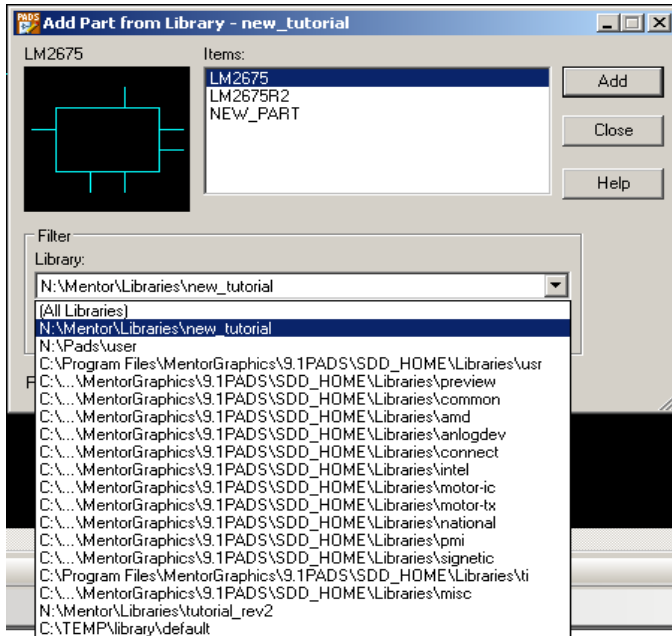 PADS Add Part from Library - new_tutorial
LM2675
Items:
LM2675
LM2675R2
NEW_PART
Add
Close
Help
Filter
Library:
N:\Mentor\Libraries\new_tutorial
(All Libraries)
N:\Mentor\Libraries\new_tutorial
N:\Pads\user
C:\Program Files\MentorGraphics\9.1PADS\SDD_HOME\Libraries\usr
C:\...\MentorGraphics\9.1PADS\SDD_HOME\Libraries\preview
C:\...\MentorGraphics\9.1PADS\SDD_HOME\Libraries\common
C:\...\MentorGraphics\9.1PADS\SDD_HOME\Libraries\amd
C:\...\MentorGraphics\9.1PADS\SDD_HOME\Libraries\anlogdev
C:\...\MentorGraphics\9.1PADS\SDD_HOME\Libraries\connect
C:\...\MentorGraphics\9.1PADS\SDD_HOME\Libraries\intel
C:\...\MentorGraphics\9.1PADS\SDD_HOME\Libraries\motor-ic
C:\...\MentorGraphics\9.1PADS\SDD_HOME\Libraries\motor-tx
C:\...\MentorGraphics\9.1PADS\SDD_HOME\Libraries\national
C:\...\MentorGraphics\9.1PADS\SDD_HOME\Libraries\pmi
C:\...\MentorGraphics\9.1PADS\SDD_HOME\Libraries\signetic
C:\Program Files\MentorGraphics\9.1PADS\SDD_HOME\Libraries\ti
C:\...\MentorGraphics\9.1PADS\SDD_HOME\Libraries\misc
N:\Mentor\Libraries\tutorial_rev2
C:\TEMP\library\default